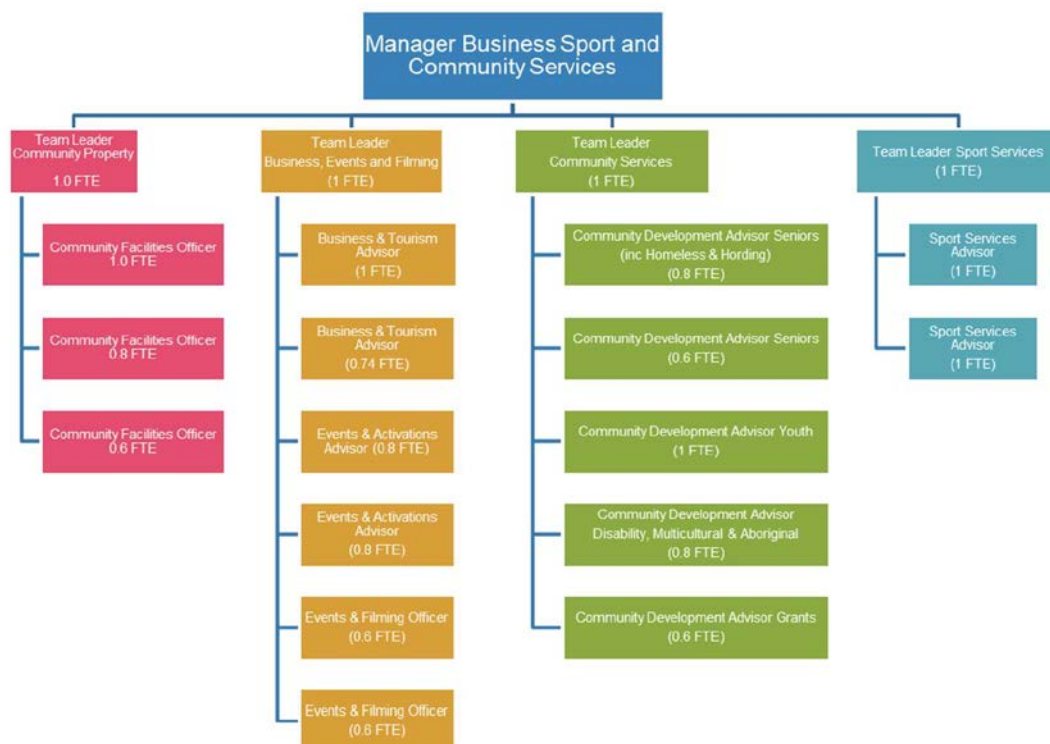 Manager Business Sport and
Community Services
Team Leader
Community Property
1.0 FTE
Community Facilities Officer
1.0 FTE
Community Facilities Officer
0.8 FTE
Community Facilities Officer
0.6 FTE
Team Leader
Business, Events and Filming
(1 FTE)
Business & Tourism
Advisor
(1 FTE)
Business & Tourism
Advisor
(0.74 FTE)
Events & Activations
Advisor (0.8 FTE)
Events & Activations
Advisor
(0.8 FTE)
Events & Filming Officer
(0.6 FTE)
Events & Filming Officer
(0.6 FTE)
Team Leader
Community Services
(1 FTE)
Community Development Advisor Seniors
(inc Homeless & Hording)
(0.8 FTE)
Community Development Advisor Seniors
(0.6 FTE)
Community Development Advisor Youth
(1 FTE)
Community Development Advisor
Disability, Multicultural & Aboriginal
(0.8 FTE)
Community Development Advisor Grants
(0.6 FTE)
Team Leader Sport Services
(1 FTE)
Sport Services
Advisor
(1 FTE)
Sport Services
Advisor
(1 FTE)